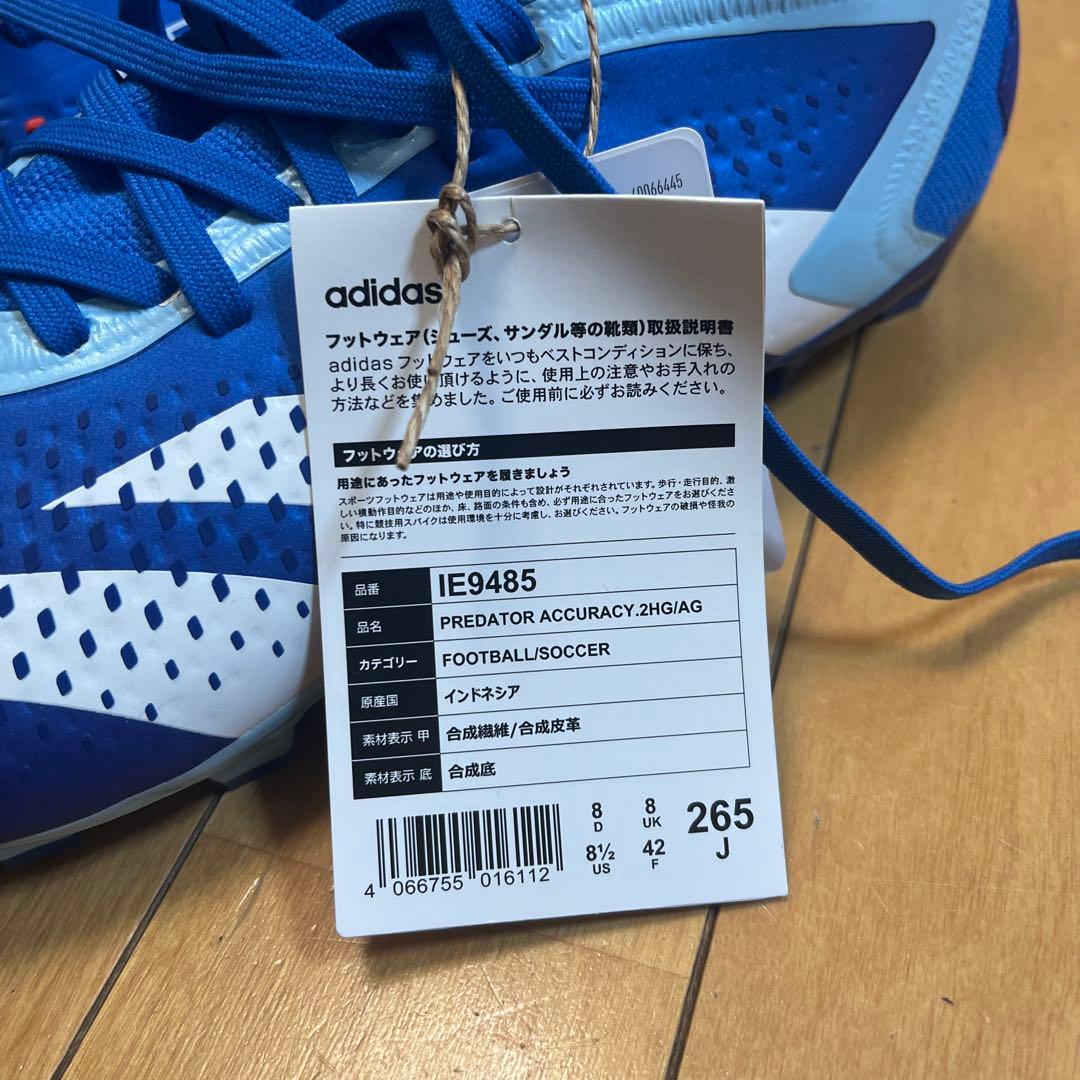 adidas
フットウェア(シューズ、サンダル等の靴類)取扱説明書
adidas フットウェアをいつもベストコンディションに保ち、
より長くお使い頂けるように、使用上の注意やお手入れの
方法などを集めました。ご使用前に必ずお読みください。
フットウェアの選び方
用途にあったフットウェアを履きましょう
スポーツフットウェアは用途や使用目的によって設計がそれぞれされています。歩行・走行目的、激
しい横動作目的などのほか、床、路面の条件も含め、必ず用途に合ったフットウェアをお選びくださ
い。特に競技用スパイクは使用環境を十分に考慮し、お選びください。フットウェアの破損や怪我の
原因になります。
品番 IE9485
品名 PREDATOR ACCURACY.2HG/AG
カテゴリー FOOTBALL/SOCCER
原産国 インドネシア
素材表示 甲 合成繊維/合成皮革
素材表示 底 合成底
8 D 8 UK 265 J
8½ US 42 F
4 066755 016112